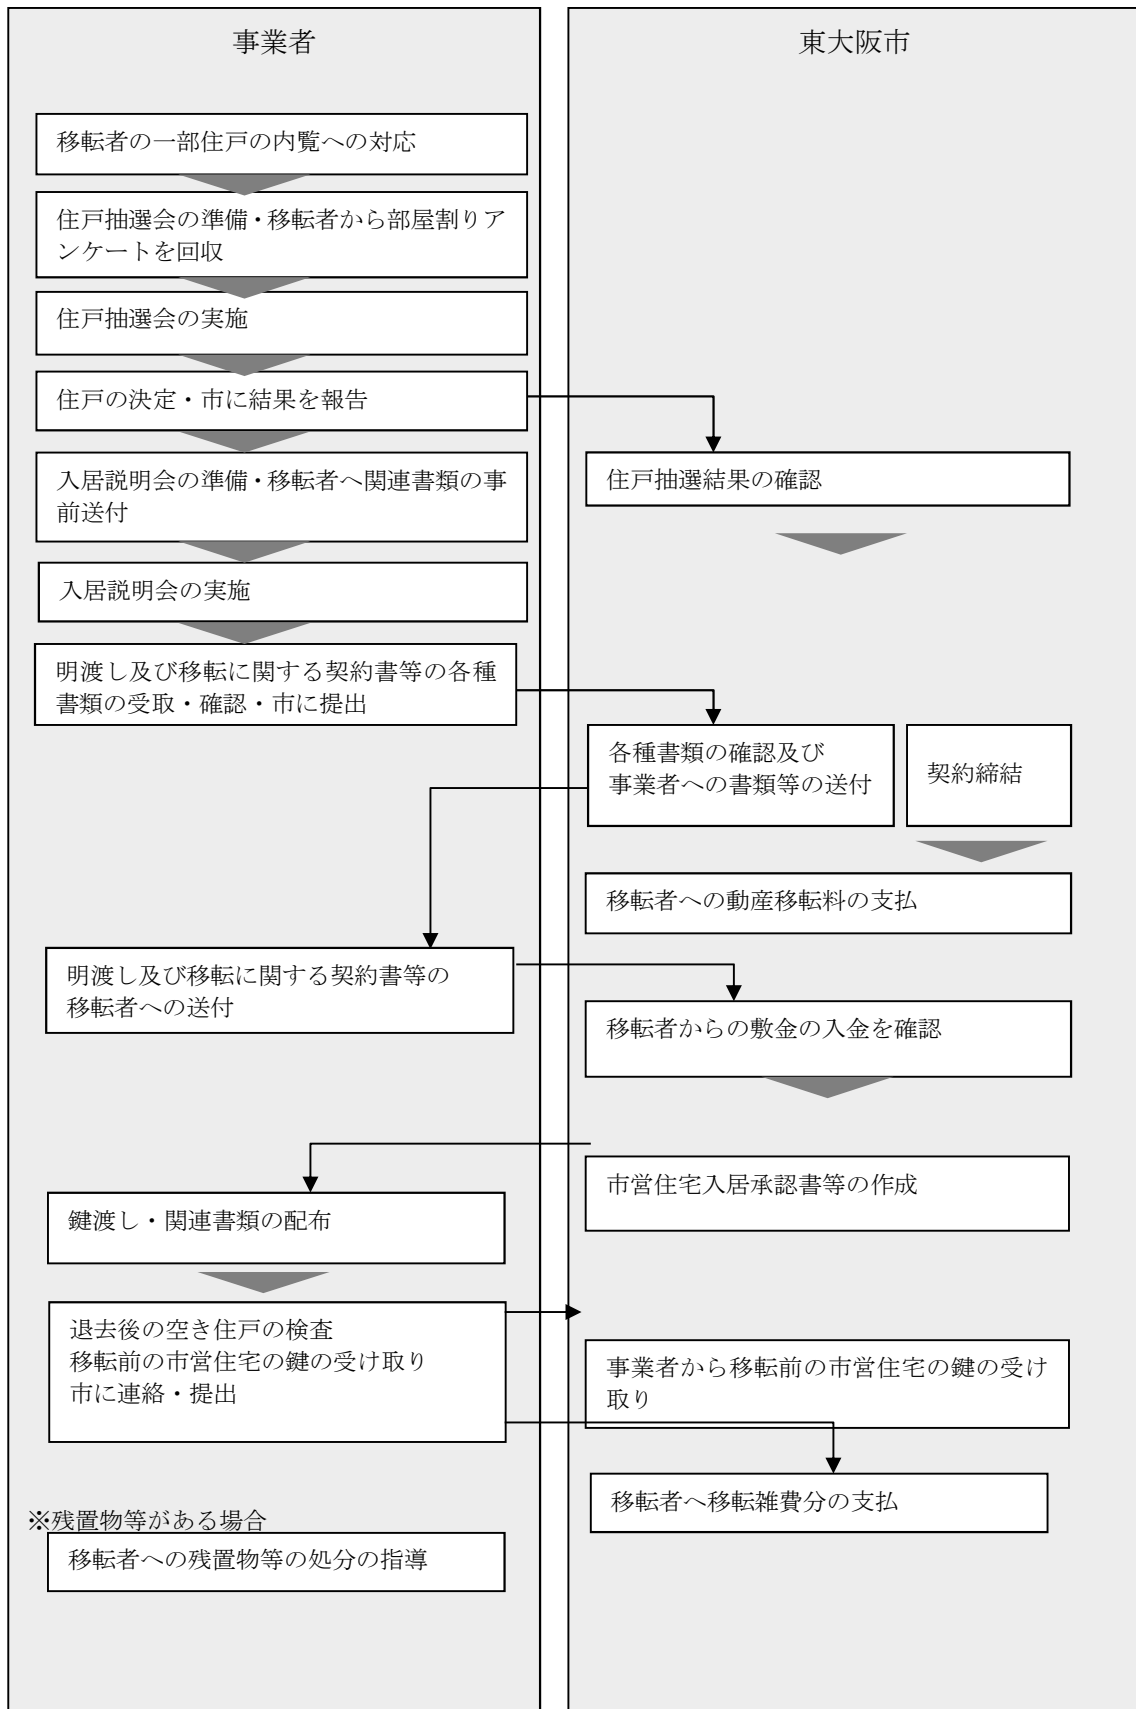 事業者
移転者の一部住戸の内覧への対応
住戸抽選会の準備・移転者から部屋割りア
ンケートを回収
住戸抽選会の実施
住戸の決定・市に結果を報告
入居説明会の準備・移転者へ関連書類の事
前送付
入居説明会の実施
明渡し及び移転に関する契約書等の各種
書類の受取・確認・市に提出
明渡し及び移転に関する契約書等の
移転者への送付
鍵渡し・関連書類の配布
退去後の空き住戸の検査
移転前の市営住宅の鍵の受け取り
市に連絡・提出
※残置物等がある場合
移転者への残置物等の処分の指導
東大阪市
住戸抽選結果の確認
各種書類の確認及び
事業者への書類等の送付
契約締結
移転者への動産移転料の支払
移転者からの敷金の入金を確認
市営住宅入居承認書等の作成
事業者から移転前の市営住宅の鍵の受け
取り
移転者へ移転雑費分の支払